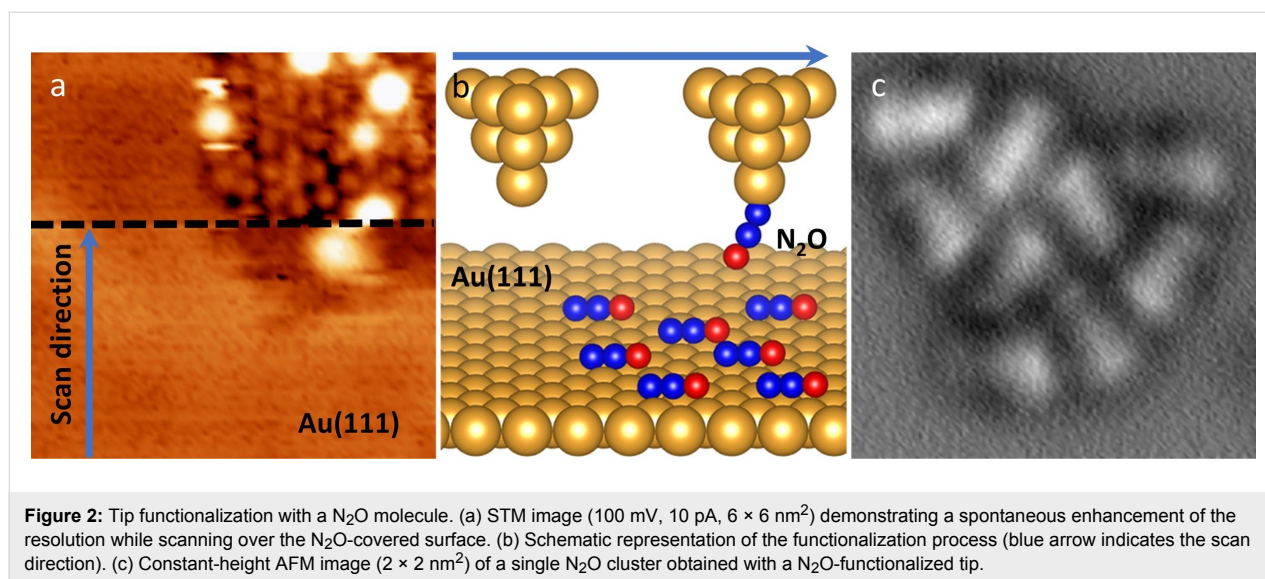 a
Scan direction
Au(111)
b
N₂O
Au(111)
c
Figure 2: Tip functionalization with a N₂O molecule. (a) STM image (100 mV, 10 pA, 6 × 6 nm²) demonstrating a spontaneous enhancement of the
resolution while scanning over the N₂O-covered surface. (b) Schematic representation of the functionalization process (blue arrow indicates the scan
direction). (c) Constant-height AFM image (2 × 2 nm²) of a single N₂O cluster obtained with a N₂O-functionalized tip.